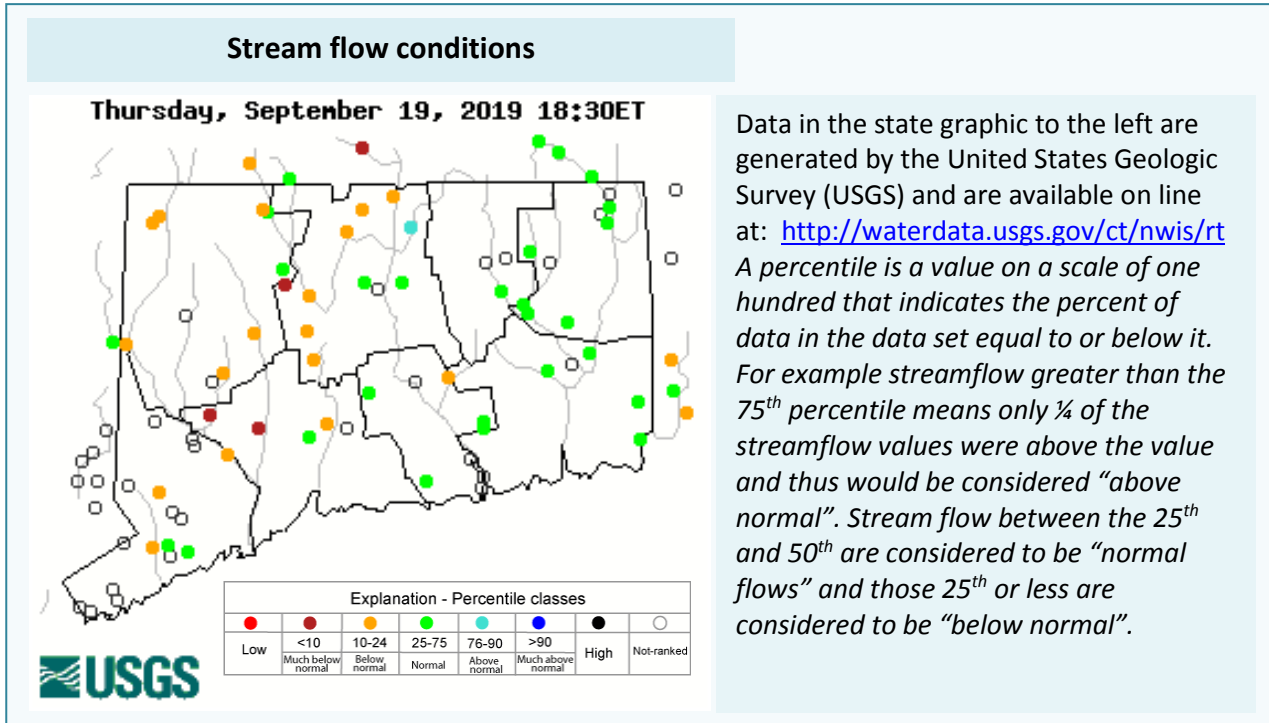 Stream flow conditions
Thursday, September 19, 2019 18:30ET
Explanation - Percentile classes
Low
<10
Much below normal
10-24
Below normal
25-75
Normal
76-90
Above normal
>90
Much above normal
High
Not-ranked
USGS
Data in the state graphic to the left are
generated by the United States Geologic
Survey (USGS) and are available on line
at: http://waterdata.usgs.gov/ct/nwis/rt
A percentile is a value on a scale of one
hundred that indicates the percent of
data in the data set equal to or below it.
For example streamflow greater than the
75th percentile means only ¼ of the
streamflow values were above the value
and thus would be considered “above
normal”. Stream flow between the 25th
and 50th are considered to be “normal
flows” and those 25th or less are
considered to be “below normal”.